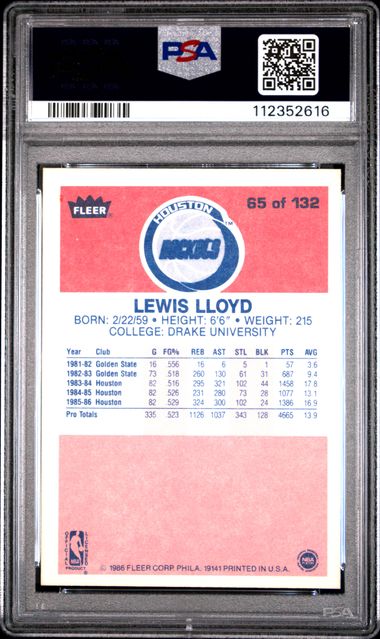 PSA
112352616
FLEER
HOUSTON
ROCKETS
TM
65 of 132
LEWIS LLOYD
BORN: 2/22/59 • HEIGHT: 6'6" • WEIGHT: 215
COLLEGE: DRAKE UNIVERSITY
Year Club G FG% REB AST STL BLK PTS AVG
1981-82 Golden State 16 .556 16 6 5 1 57 3.6
1982-83 Golden State 73 .518 260 130 61 31 687 9.4
1983-84 Houston 82 .516 295 321 102 44 1458 17.8
1984-85 Houston 82 .526 231 280 73 28 1077 13.1
1985-86 Houston 82 .529 324 300 102 24 1386 16.9
Pro Totals 335 .523 1126 1037 343 128 4665 13.9
OFFICIAL NBA LICENSED
© 1986 FLEER CORP. PHILA. 19141 PRINTED IN U.S.A.
PSA